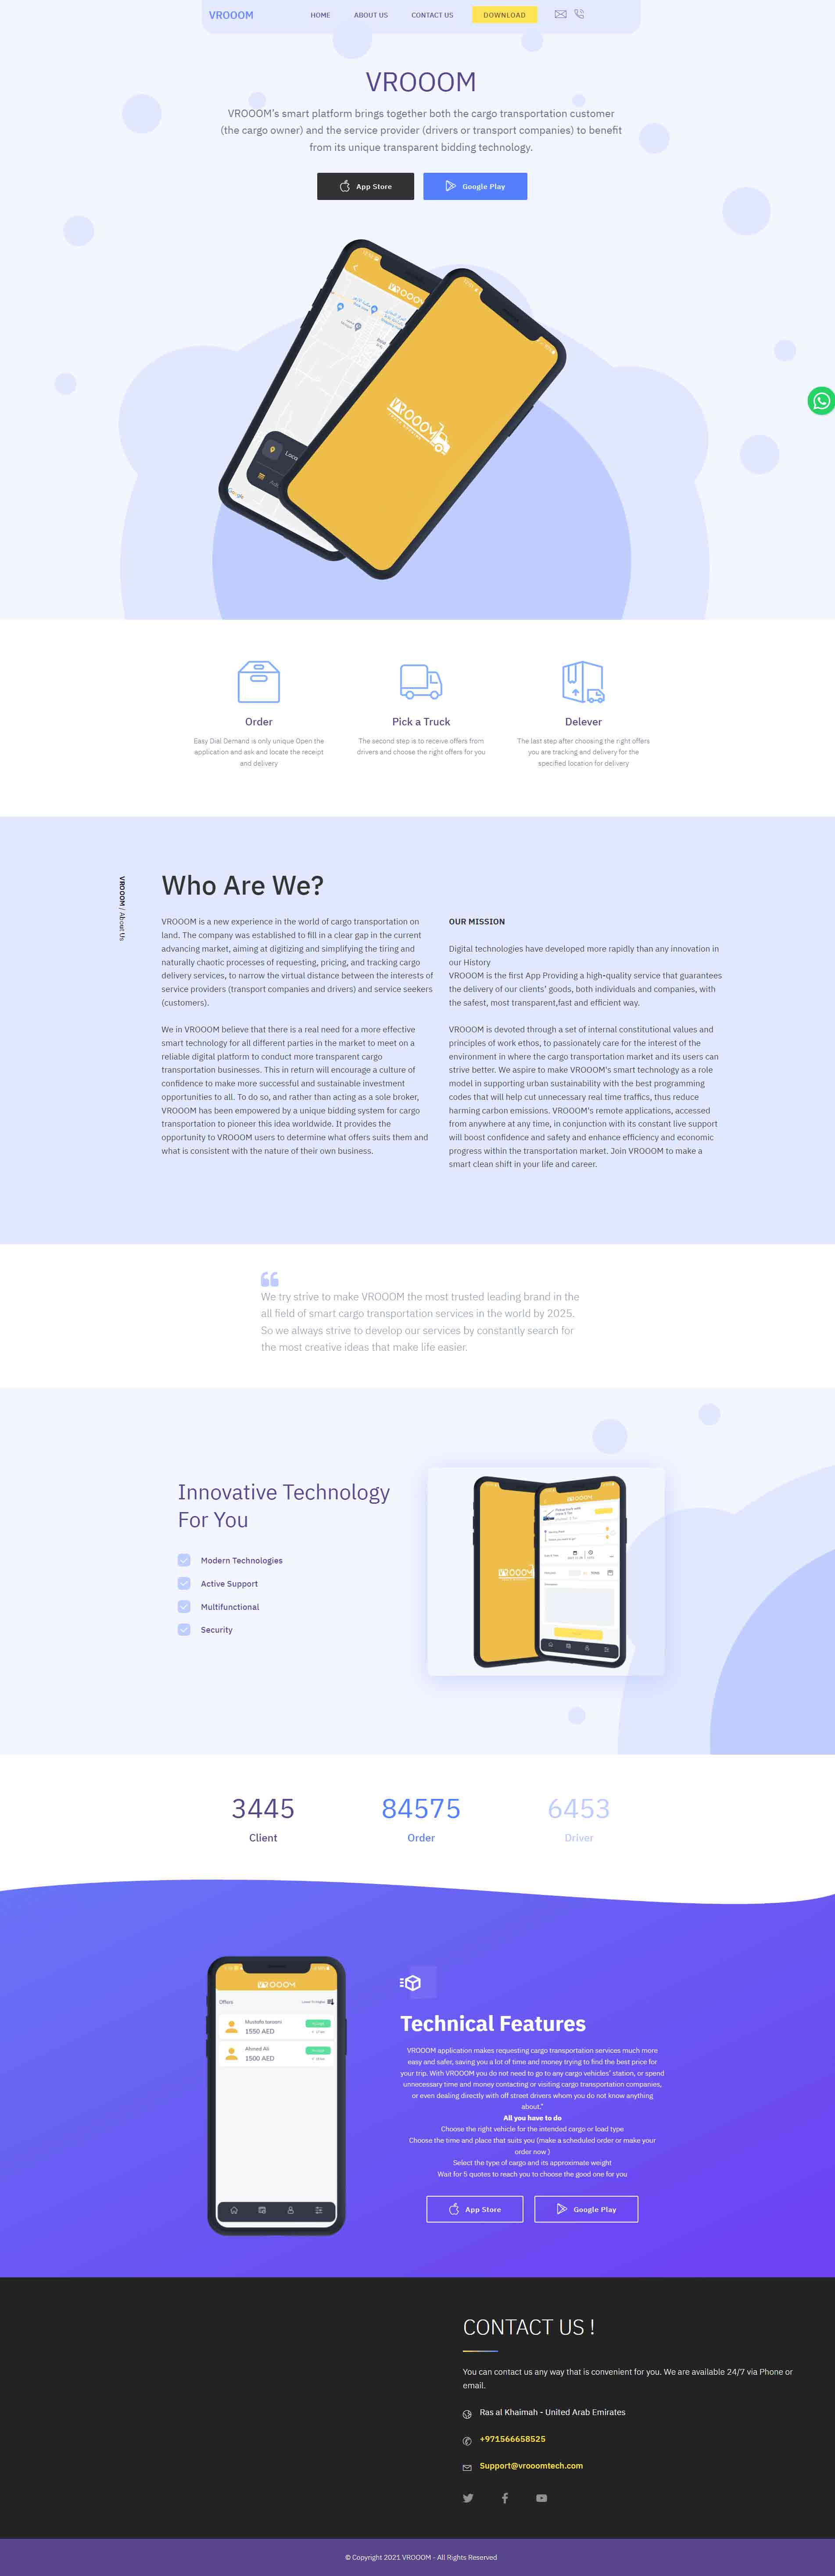 VROOOM
HOME
ABOUT US
CONTACT US
DOWNLOAD
VROOOM
VROOOM's smart platform brings together both the cargo transportation customer
(the cargo owner) and the service provider (drivers or transport companies) to benefit
from its unique transparent bidding technology.
App Store
Google Play
VROOOM
VROOOM
Google
Order
Easy Dial Demand is only unique Open the
application and ask and locate the receipt
and delivery
Pick a Truck
The second step is to receive offers from
drivers and choose the right offers for you
Delever
The last step after choosing the right offers
you are tracking and delivery for the
specified location for delivery
VROOOM / About Us
Who Are We?
VROOOM is a new experience in the world of cargo transportation on
land. The company was established to fill in a clear gap in the current
advancing market, aiming at digitizing and simplifying the tiring and
naturally chaotic processes of requesting, pricing, and tracking cargo
delivery services, to narrow the virtual distance between the interests of
service providers (transport companies and drivers) and service seekers
(customers).
We in VROOOM believe that there is a real need for a more effective
smart technology for all different parties in the market to meet on a
reliable digital platform to conduct more transparent cargo
transportation businesses. This in return will encourage a culture of
confidence to make more successful and sustainable investment
opportunities to all. To do so, and rather than acting as a sole broker,
VROOOM has been empowered by a unique bidding system for cargo
transportation to pioneer this idea worldwide. It provides the
opportunity to VROOOM users to determine what offers suits them and
what is consistent with the nature of their own business.
OUR MISSION
Digital technologies have developed more rapidly than any innovation in
our History
VROOOM is the first App Providing a high-quality service that guarantees
the delivery of our clients' goods, both individuals and companies, with
the safest, most transparent,fast and efficient way.
VROOOM is devoted through a set of internal constitutional values and
principles of work ethos, to passionately care for the interest of the
environment in where the cargo transportation market and its users can
strive better. We aspire to make VROOOM's smart technology as a role
model in supporting urban sustainability with the best programming
codes that will help cut unnecessary real time traffics, thus reduce
harming carbon emissions. VROOOM's remote applications, accessed
from anywhere at any time, in conjunction with its constant live support
will boost confidence and safety and enhance efficiency and economic
progress within the transportation market. Join VROOOM to make a
smart clean shift in your life and career.
We try strive to make VROOOM the most trusted leading brand in the
all field of smart cargo transportation services in the world by 2025.
So we always strive to develop our services by constantly search for
the most creative ideas that make life easier.
Innovative Technology
For You
Modern Technologies
Active Support
Multifunctional
Security
VROOOM
VROOOM
3445
Client
84575
Order
6453
Driver
VROOOM
Offers
Mustafa barooni
1550 AED
Ahmed Ali
1500 AED
Technical Features
VROOOM application makes requesting cargo transportation services much more
easy and safer, saving you a lot of time and money trying to find the best price for
your trip. With VROOOM you do not need to go to any cargo vehicles' station, or spend
unnecessary time and money contacting or visiting cargo transportation companies,
or even dealing directly with off street drivers whom you do not know anything
about."
All you have to do
Choose the right vehicle for the intended cargo or load type
Choose the time and place that suits you (make a scheduled order or make your
order now )
Select the type of cargo and its approximate weight
Wait for 5 quotes to reach you to choose the good one for you
App Store
Google Play
CONTACT US !
You can contact us any way that is convenient for you. We are available 24/7 via Phone or
email.
Ras al Khaimah - United Arab Emirates
+971566658525
Support@vrooomtech.com
© Copyright 2021 VROOOM - All Rights Reserved